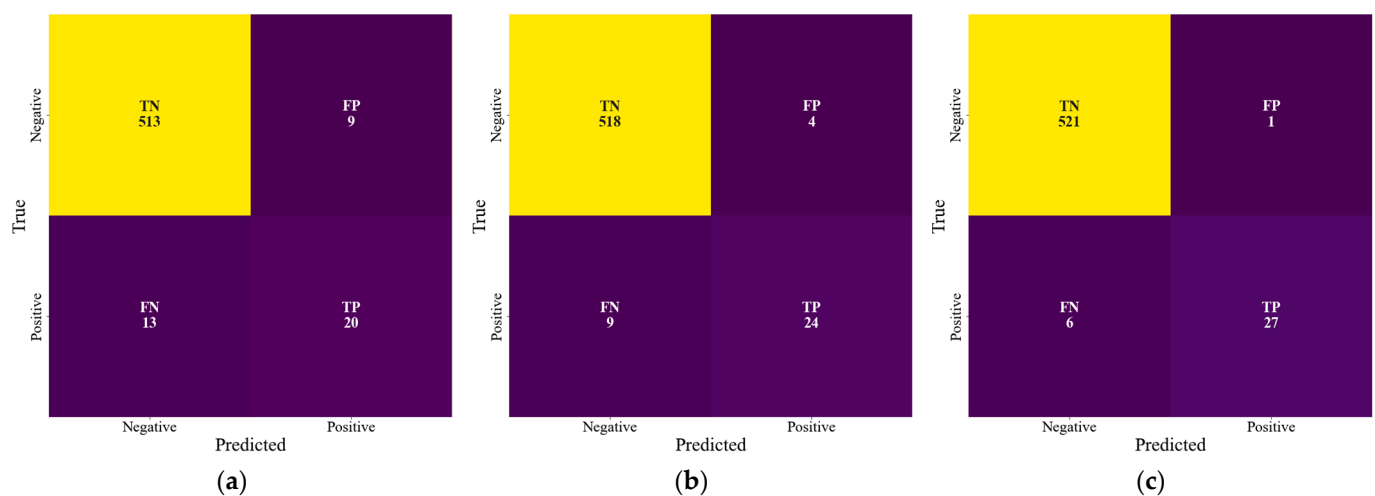 Negative
TN
513
FP
9
True
Positive
FN
13
TP
20
Negative
Positive
Predicted
(a)
Negative
TN
518
FP
4
True
Positive
FN
9
TP
24
Negative
Positive
Predicted
(b)
Negative
TN
521
FP
1
True
Positive
FN
6
TP
27
Negative
Positive
Predicted
(c)